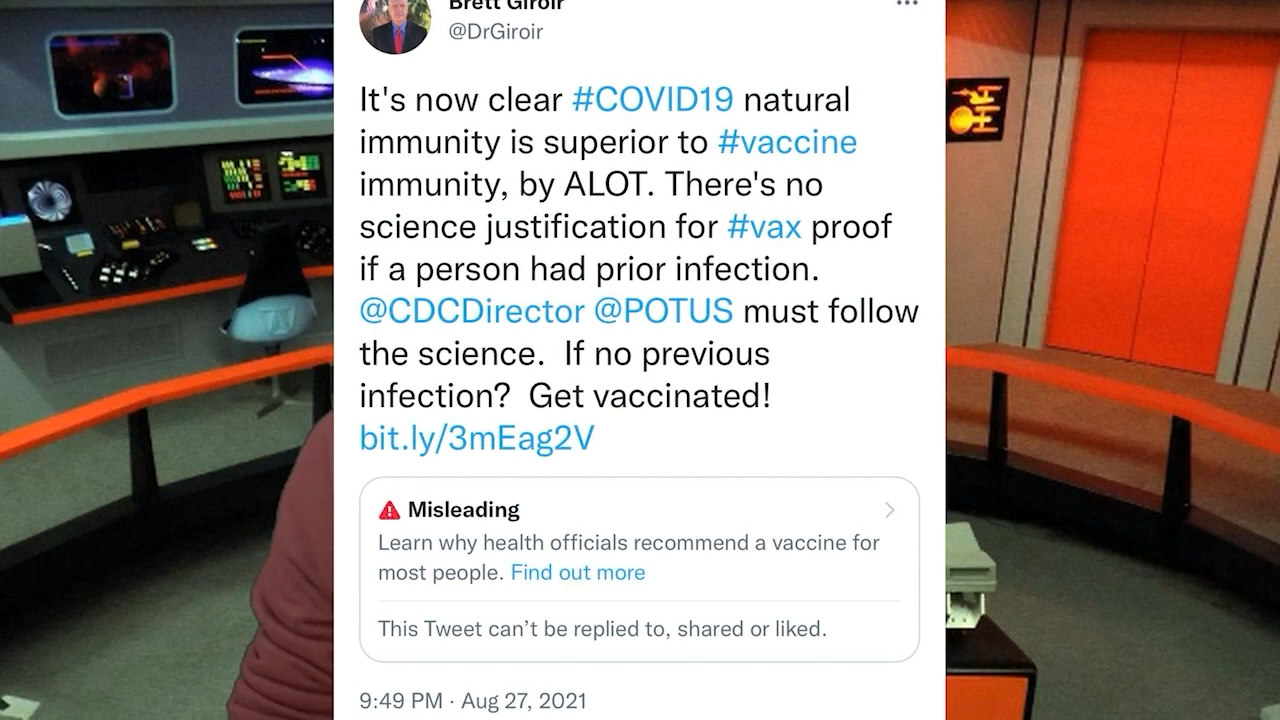 Brett Giroir
@DrGiroir
It's now clear #COVID19 natural
immunity is superior to #vaccine
immunity, by ALOT. There's no
science justification for #vax proof
if a person had prior infection.
@CDCDirector @POTUS must follow
the science.  If no previous
infection?  Get vaccinated!
bit.ly/3mEag2V
Misleading
Learn why health officials recommend a vaccine for
most people. Find out more
This Tweet can’t be replied to, shared or liked.
9:49 PM · Aug 27, 2021